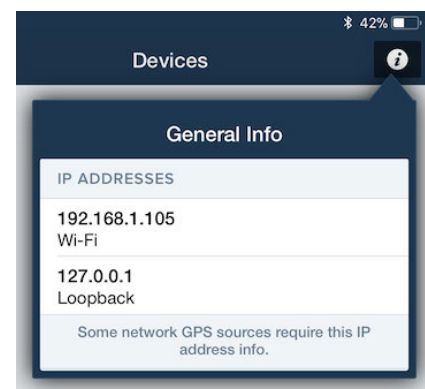 42%
Devices
General Info
IP ADDRESSES
192.168.1.105
Wi-Fi
127.0.0.1
Loopback
Some network GPS sources require this IP
address info.